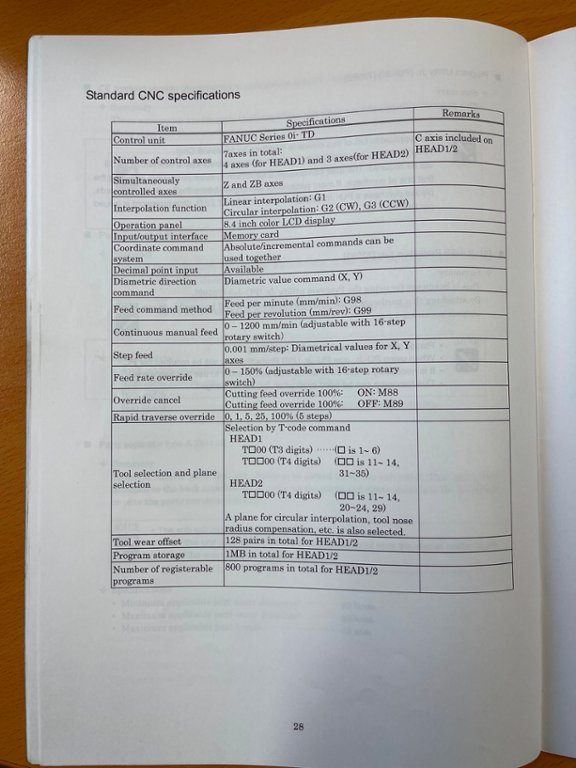 Standard CNC specifications
Item Specifications Remarks
Control unit FANUC Series 0i- TD C axis included on HEAD1/2
Number of control axes 7axes in total:
4 axes (for HEAD1) and 3 axes(for HEAD2)
Simultaneously
controlled axes Z and ZB axes
Interpolation function Linear interpolation: G1
Circular interpolation: G2 (CW), G3 (CCW)
Operation panel 8.4 inch color LCD display
Input/output interface Memory card
Coordinate command
system Absolute/incremental commands can be
used together
Decimal point input Available
Diametric direction
command Diametric value command (X, Y)
Feed command method Feed per minute (mm/min): G98
Feed per revolution (mm/rev): G99
Continuous manual feed 0 – 1200 mm/min (adjustable with 16-step
rotary switch)
Step feed 0.001 mm/step: Diametrical values for X, Y
axes
Feed rate override 0 – 150% (adjustable with 16-step rotary
switch)
Override cancel Cutting feed override 100%: ON: M88
Cutting feed override 100%: OFF: M89
Rapid traverse override 0, 1, 5, 25, 100% (5 steps)
Tool selection and plane
selection Selection by T-code command
HEAD1
T□00 (T3 digits) ……(□ is 1~ 6)
T□□00 (T4 digits) (□□ is 11~ 14,
31~35)
HEAD2
T□□00 (T4 digits) (□□ is 11~ 14,
20~24, 29)
A plane for circular interpolation, tool nose
radius compensation, etc. is also selected.
Tool wear offset 128 pairs in total for HEAD1/2
Program storage 1MB in total for HEAD1/2
Number of registerable
programs 800 programs in total for HEAD1/2
28